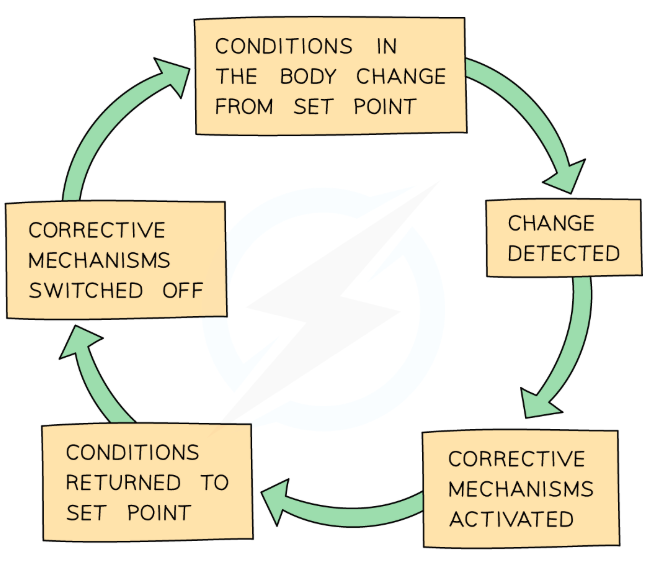 CONDITIONS IN
THE BODY CHANGE
FROM SET POINT
CHANGE
DETECTED
CORRECTIVE
MECHANISMS
ACTIVATED
CONDITIONS
RETURNED TO
SET POINT
CORRECTIVE
MECHANISMS
SWITCHED OFF